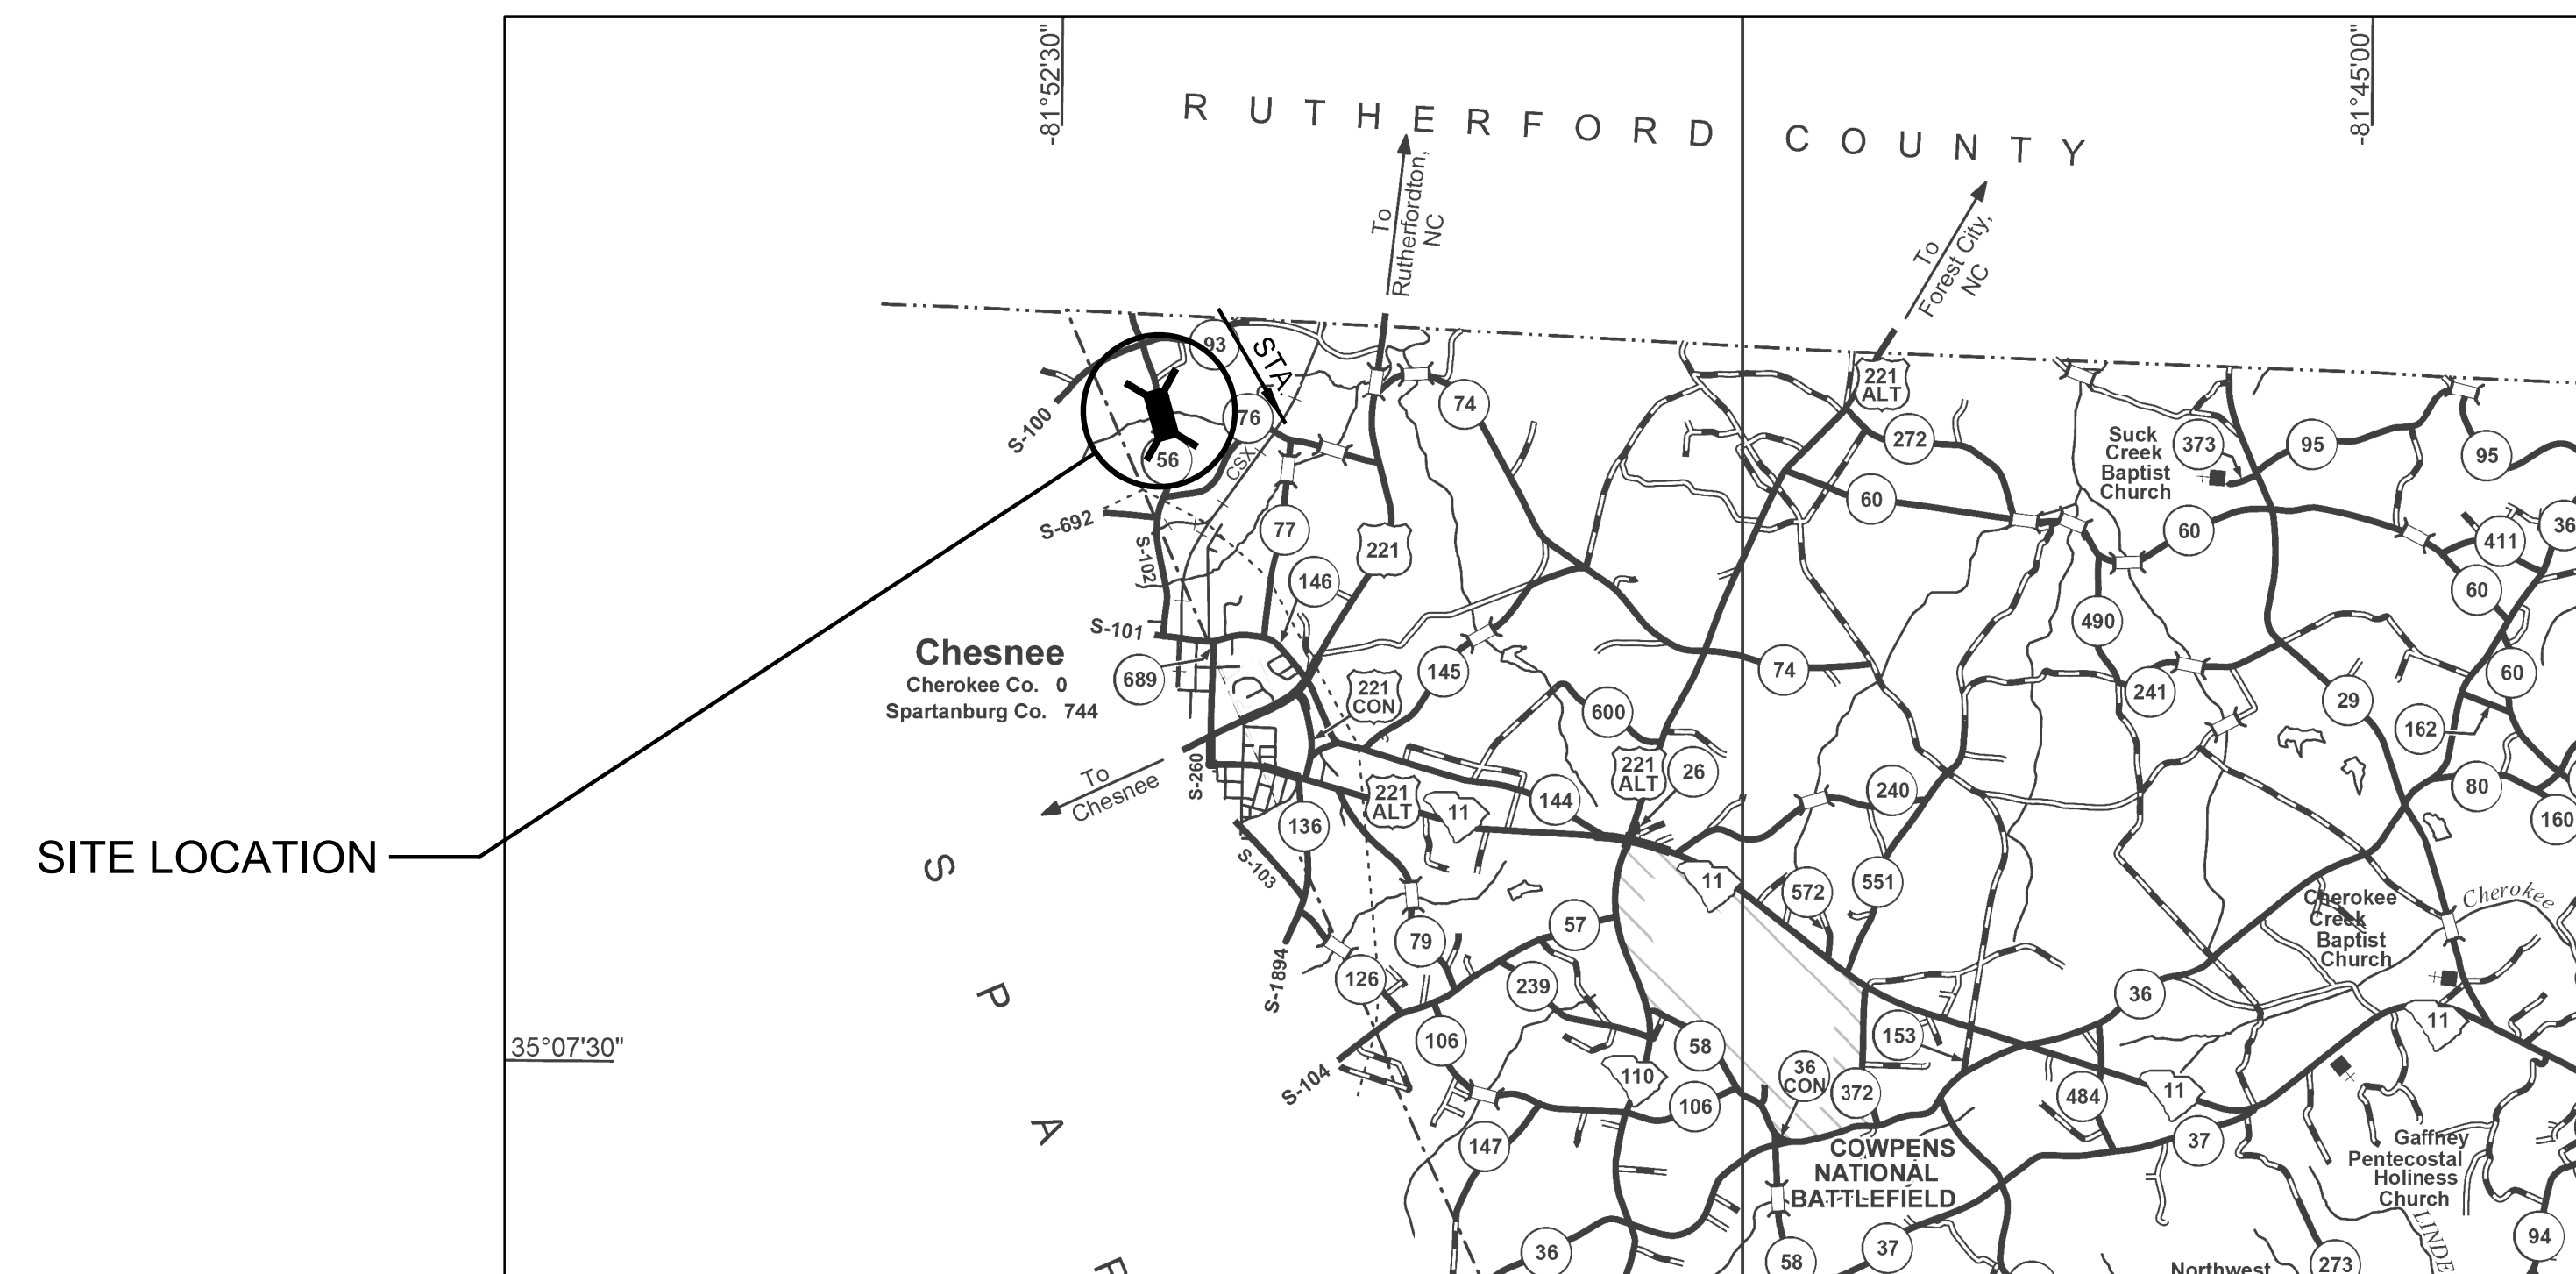 -81°52'30"
-81°45'00"
RUTHERFORD COUNTY
To
Rutherfordton,
NC
To
Forest City,
NC
93
STA.
S-100
76
56
CSX
74
221
ALT
272
Suck
Creek
Baptist
Church
373
95
95
S-692
S-102
77
221
60
60
411
36
146
60
490
S-101
Chesnee
Cherokee Co. 0
Spartanburg Co. 744
689
145
74
241
60
221
CON
600
29
162
To
Chesnee
S-260
221
ALT
11
144
221
ALT
26
240
80
160
136
SITE LOCATION
S-103
11
572
551
Cherokee
Creek
Baptist
Church
Cherokee
S-1894
79
57
126
239
36
11
35°07'30"
106
58
153
S-104
110
36
CON
372
484
11
106
147
37
COWPENS
NATIONAL
BATTLEFIELD
Gaffney
Pentecostal
Holiness
Church
36
58
37
LINDE
94
273
Northwest
S
P
A